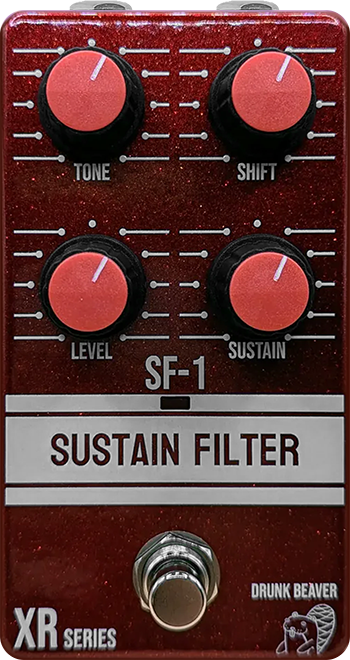 TONE SHIFT
LEVEL SUSTAIN
SF-1
SUSTAIN FILTER
DRUNK BEAVER
XR SERIES